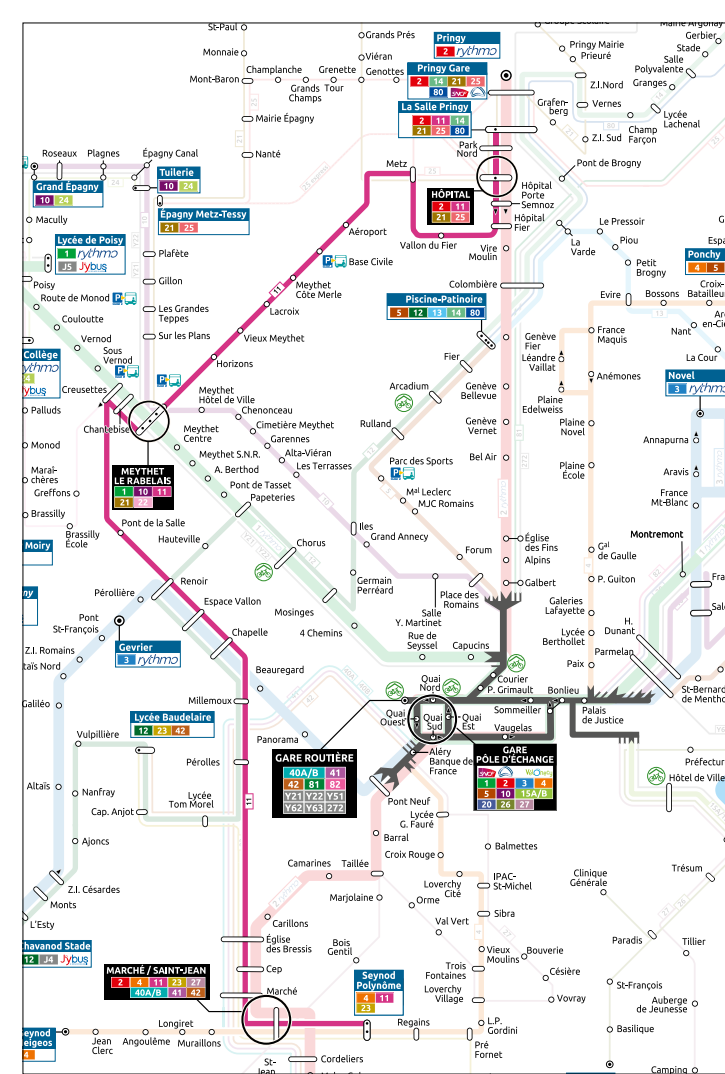 St-Paul
Groupe Scolaire
Grands Prés
Pringy
2 rythmo
Gerbier
Monnaie
Viéran
Pringy Mairie
Prieuré
Stade
Pringy Gare
2 14 21 25
80 SNCF
Salle
Polyvalente
Mont-Baron
Champlanche
Grenette
Genottes
Grands
Champs
Tour
Z.I.Nord
Granges
Grafen-
berg
Vernes
La Salle Pringy
2 11 14
21 25 80
Lycée
Lachenal
Mairie Épagny
Champ
Farçon
Z.I. Sud
Park
Nord
Roseaux
Plagnes
Épagny Canal
Nanté
Metz
Pont de Brogny
Tuilerie
10 24
Grand Épagny
10 24
HÔPITAL
2 11
21 25
Hôpital
Porte
Semnoz
Épagny Metz-Tessy
21 25
Macully
Hôpital
Fier
Le Pressoir
Aéroport
Lycée de Poisy
1 rythmo
J5 Jybus
Vallon du Fier
La
Varde
Piou
Plafète
Vire
Moulin
Base Civile
Petit
Brogny
Ponchy
4 5
Poisy
Gillon
Meythet
Côte Merle
Colombière
Route de Monod
11
Piscine-Patinoire
5 12 13 14 80
Evire
Bossons
Croix-
Batailleu
Les Grandes
Teppes
Lacroix
Couloutte
Nant
Sur les Plans
Vieux Meythet
Genève
Fier
France
Maquis
Vernod
Collège
Sous
Vernod
Horizons
Fier
Léandre
Vaillat
La Cour
Anémones
Novel
3 rythmo
Creusettes
Meythet
Hôtel de Ville
Arcadium
Genève
Bellevue
Plaine
Edelweiss
Palluds
Chenonceau
Chantebise
Cimetière Meythet
Rulland
Genève
Vernet
Plaine
Novel
Meythet
Centre
Garennes
Annapurna
Monod
Meythet S.N.R.
Alta-Viéran
Parc des Sports
Bel Air
Plaine
École
A. Berthod
Les Terrasses
Aravis
Maral-
chères
MEYTHET
LE RABELAIS
1 10 11
21 22
Pont de Tasset
Mal Leclerc
France
Mt-Blanc
Greffons
Papeteries
MJC Romains
Brassilly
Brassilly
École
Pont de la Salle
Iles
Église
des Fins
Montremont
Hauteville
Chorus
Grand Annecy
Moiry
Forum
Alpins
Gal
de Gaulle
Germain
Perréard
Galbert
P. Guiton
Renoir
Pérollière
Place des
Romains
Galeries
Lafayette
Espace Vallon
Mosinges
Salle
Y. Martinet
Pont
St-François
Chapelle
4 Chemins
Rue de
Seyssel
Capucins
Lycée
Berthollet
H.
Dunant
Gevrier
3 rythmo
Z.I. Romains
Parmelan
Beauregard
Courier
P. Grimault
Paix
Quai
Nord
Bonlieu
St-Bernard
de Mentho
Galiléo
Millemoux
Lycée Baudelaire
12 23 42
Quai
Ouest
Quai
Sud
Quai
Est
Sommeiller
Vaugelas
Palais
de Justice
Panorama
Vulpillière
GARE ROUTIÈRE
40A/B 41
42 81 82
Y21 Y22 Y51
Y62 Y63 272
Aléry
Banque de
France
GARE
PÔLE D'ÉCHANGE
SNCF
1 2 3 4
5 10 15A/B
20 26 27
Préfectur
Pérolles
Hôtel de Ville
Altaïs
Nanfray
Lycée
Tom Morel
Cap. Anjot
Pont Neuf
11
Lycée
G. Fauré
Barral
Ajoncs
Croix Rouge
Balmettes
Camarines
Taillée
Clinique
Générale
Trésum
Z.I. Césardes
Loverchy
Cité
IPAC-
St-Michel
Monts
Marjolaine
Orme
L'Esty
Carillons
Sibra
Val Vert
Paradis
Chavanod Stade
12 J4 Jybus
Église
des Bressis
Bois
Gentil
Vieux
Moulins
Bouverie
Tillier
MARCHÉ / SAINT-JEAN
2 4 11 23 27
40A/B 41 42
Cep
Seynod
Polynôme
4 11
23
Trois
Fontaines
Césière
St-François
Marché
Loverchy
Village
Vovray
Auberge
de Jeunesse
Longiret
Regains
L.P.
Gordini
Basilique
Jean
Clerc
Angoulême
Muraillons
Pré
Fornet
St-
Jean
Cordeliers
Camping